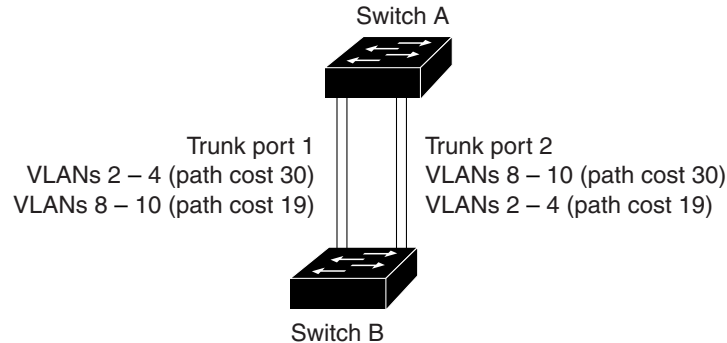 Switch A
Trunk port 1
VLANs 2 – 4 (path cost 30)
VLANs 8 – 10 (path cost 19)
Trunk port 2
VLANs 8 – 10 (path cost 30)
VLANs 2 – 4 (path cost 19)
Switch B